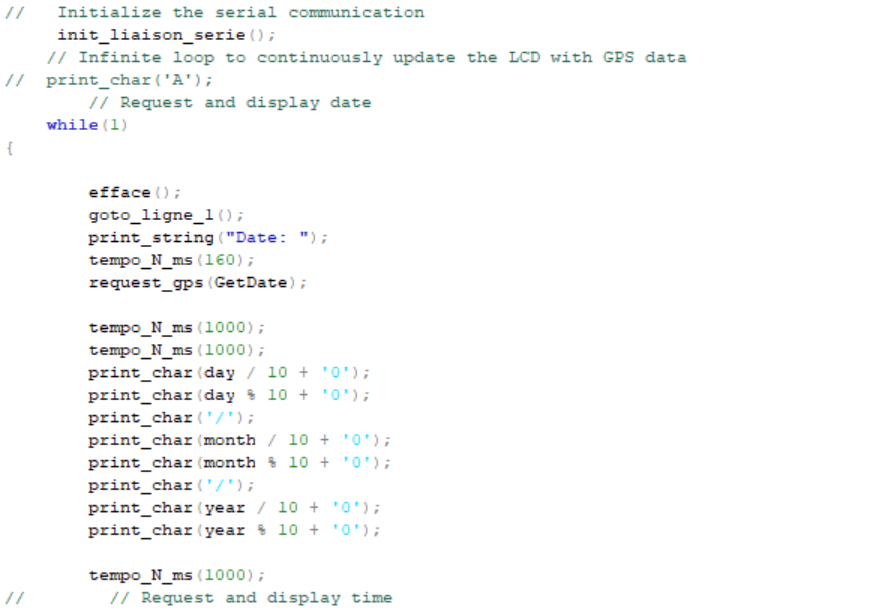 //   Initialize the serial communication
     init_liaison_serie();
    // Infinite loop to continuously update the LCD with GPS data
//  print_char('A');
        // Request and display date
    while(1)
{
        efface();
        goto_ligne_1();
        print_string("Date: ");
        tempo_N_ms(160);
        request_gps(GetDate);
        tempo_N_ms(1000);
        tempo_N_ms(1000);
        print_char(day / 10 + '0');
        print_char(day % 10 + '0');
        print_char('/');
        print_char(month / 10 + '0');
        print_char(month % 10 + '0');
        print_char('/');
        print_char(year / 10 + '0');
        print_char(year % 10 + '0');
        tempo_N_ms(1000);
//        // Request and display time